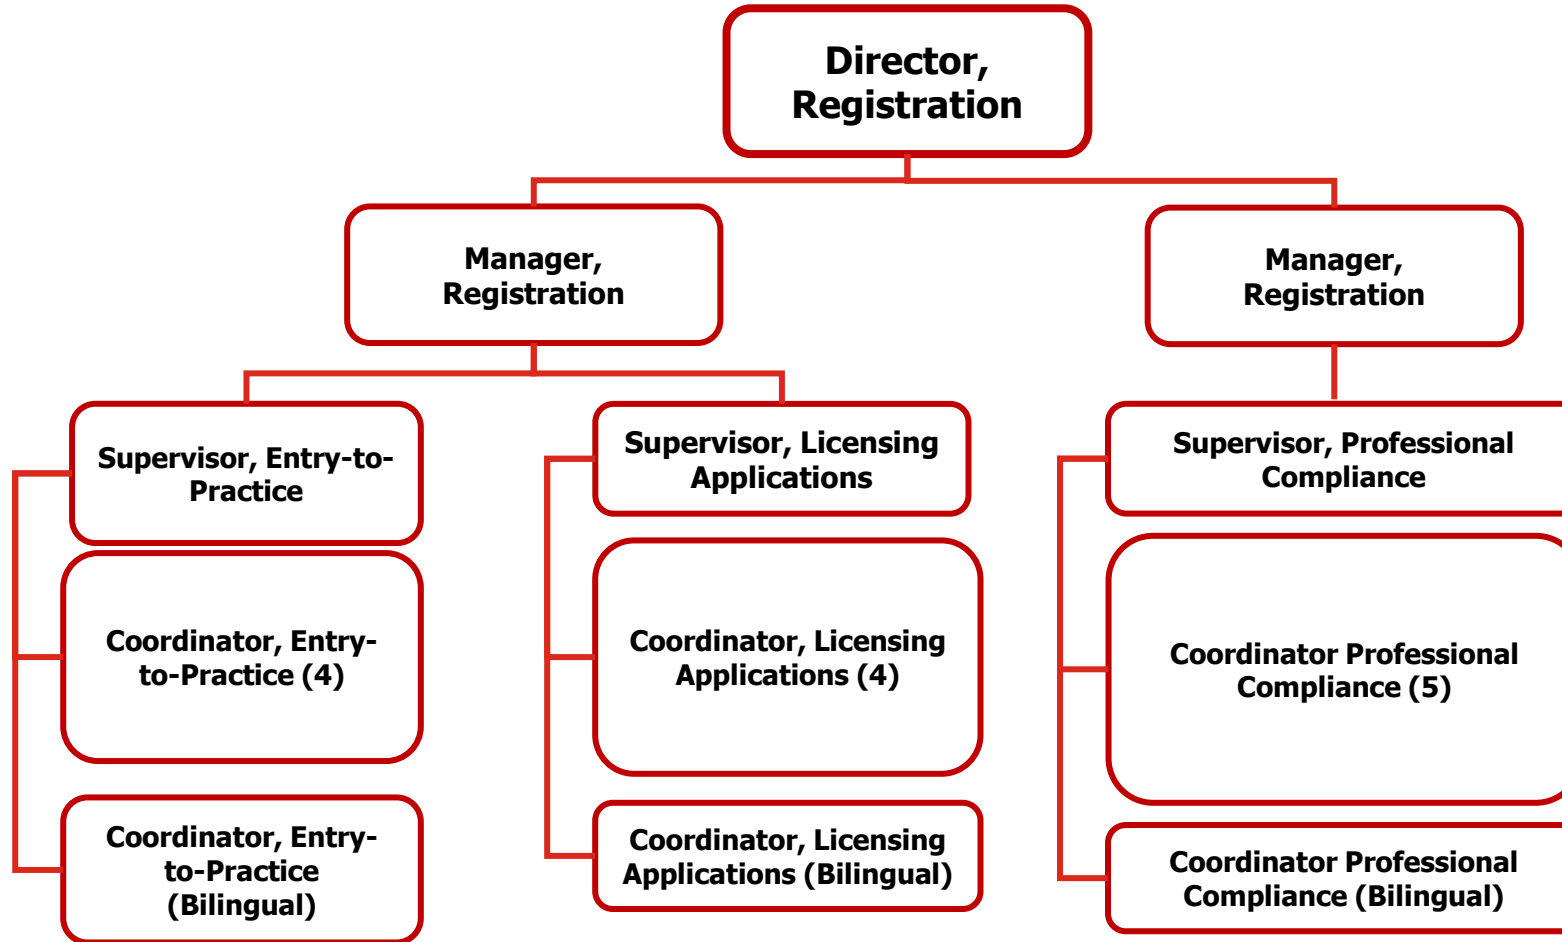 Director,
Registration
Manager,
Registration
Manager,
Registration
Supervisor, Entry-to-
Practice
Supervisor, Licensing
Applications
Supervisor, Professional
Compliance
Coordinator, Entry-
to-Practice (4)
Coordinator, Licensing
Applications (4)
Coordinator Professional
Compliance (5)
Coordinator, Entry-
to-Practice
(Bilingual)
Coordinator, Licensing
Applications (Bilingual)
Coordinator Professional
Compliance (Bilingual)